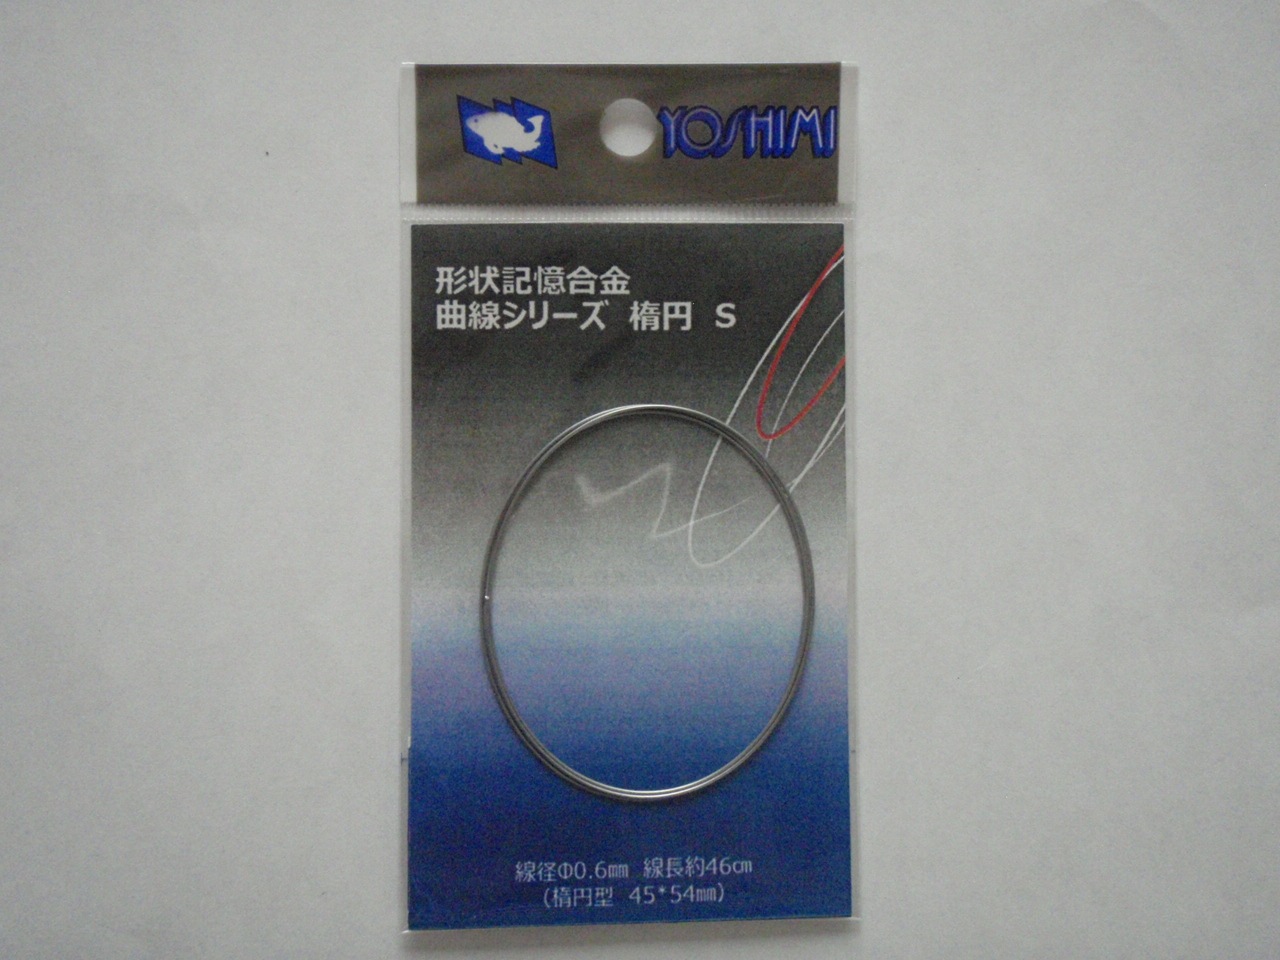 YOSHIMI
形状記憶合金
曲線シリーズ 楕円 S
線径Φ0.6㎜ 線長約46㎝
(楕円型 45*54㎜)